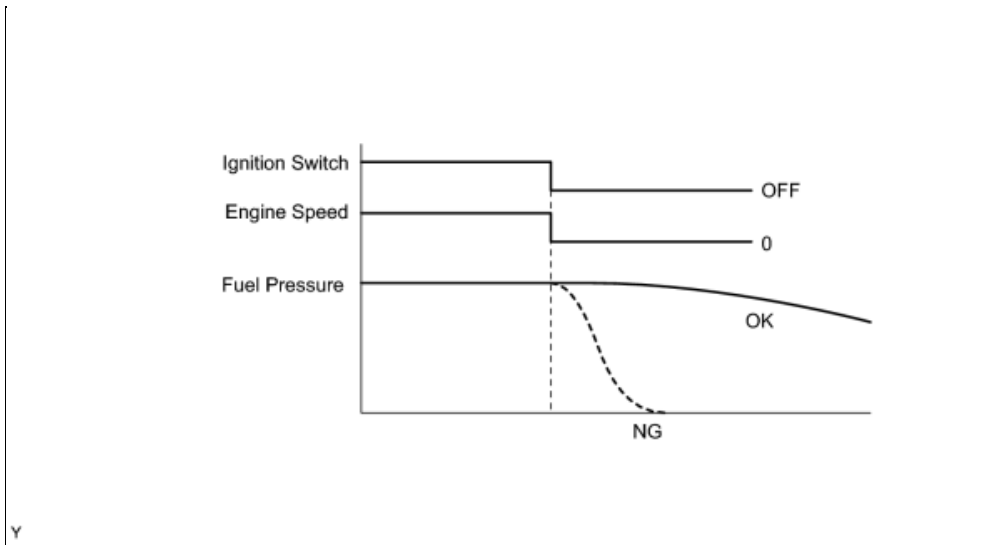 Ignition Switch
OFF
Engine Speed
0
Fuel Pressure
OK
NG
Y